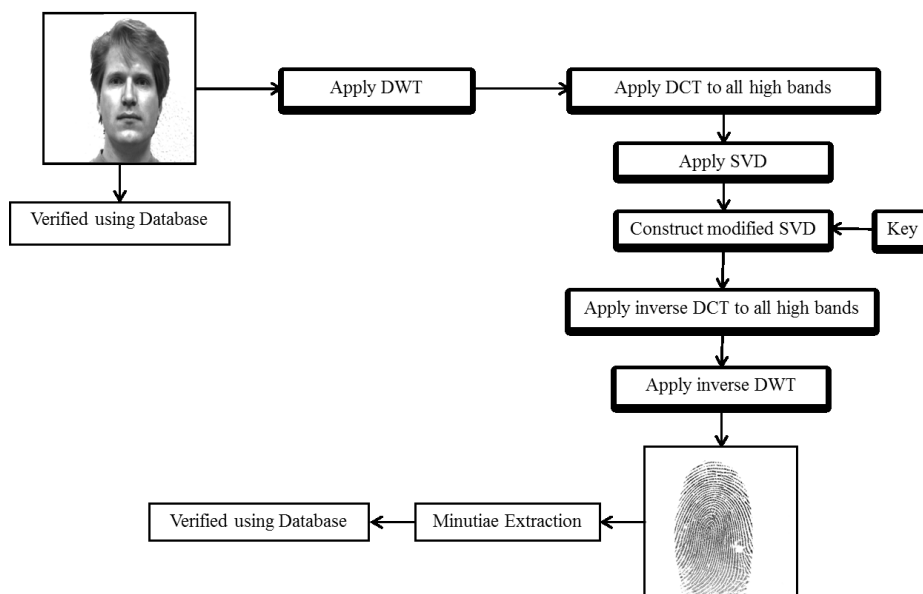 Apply DWT
Apply DCT to all high bands
Apply SVD
Verified using Database
Construct modified SVD
Key
Apply inverse DCT to all high bands
Apply inverse DWT
Verified using Database
Minutiae Extraction